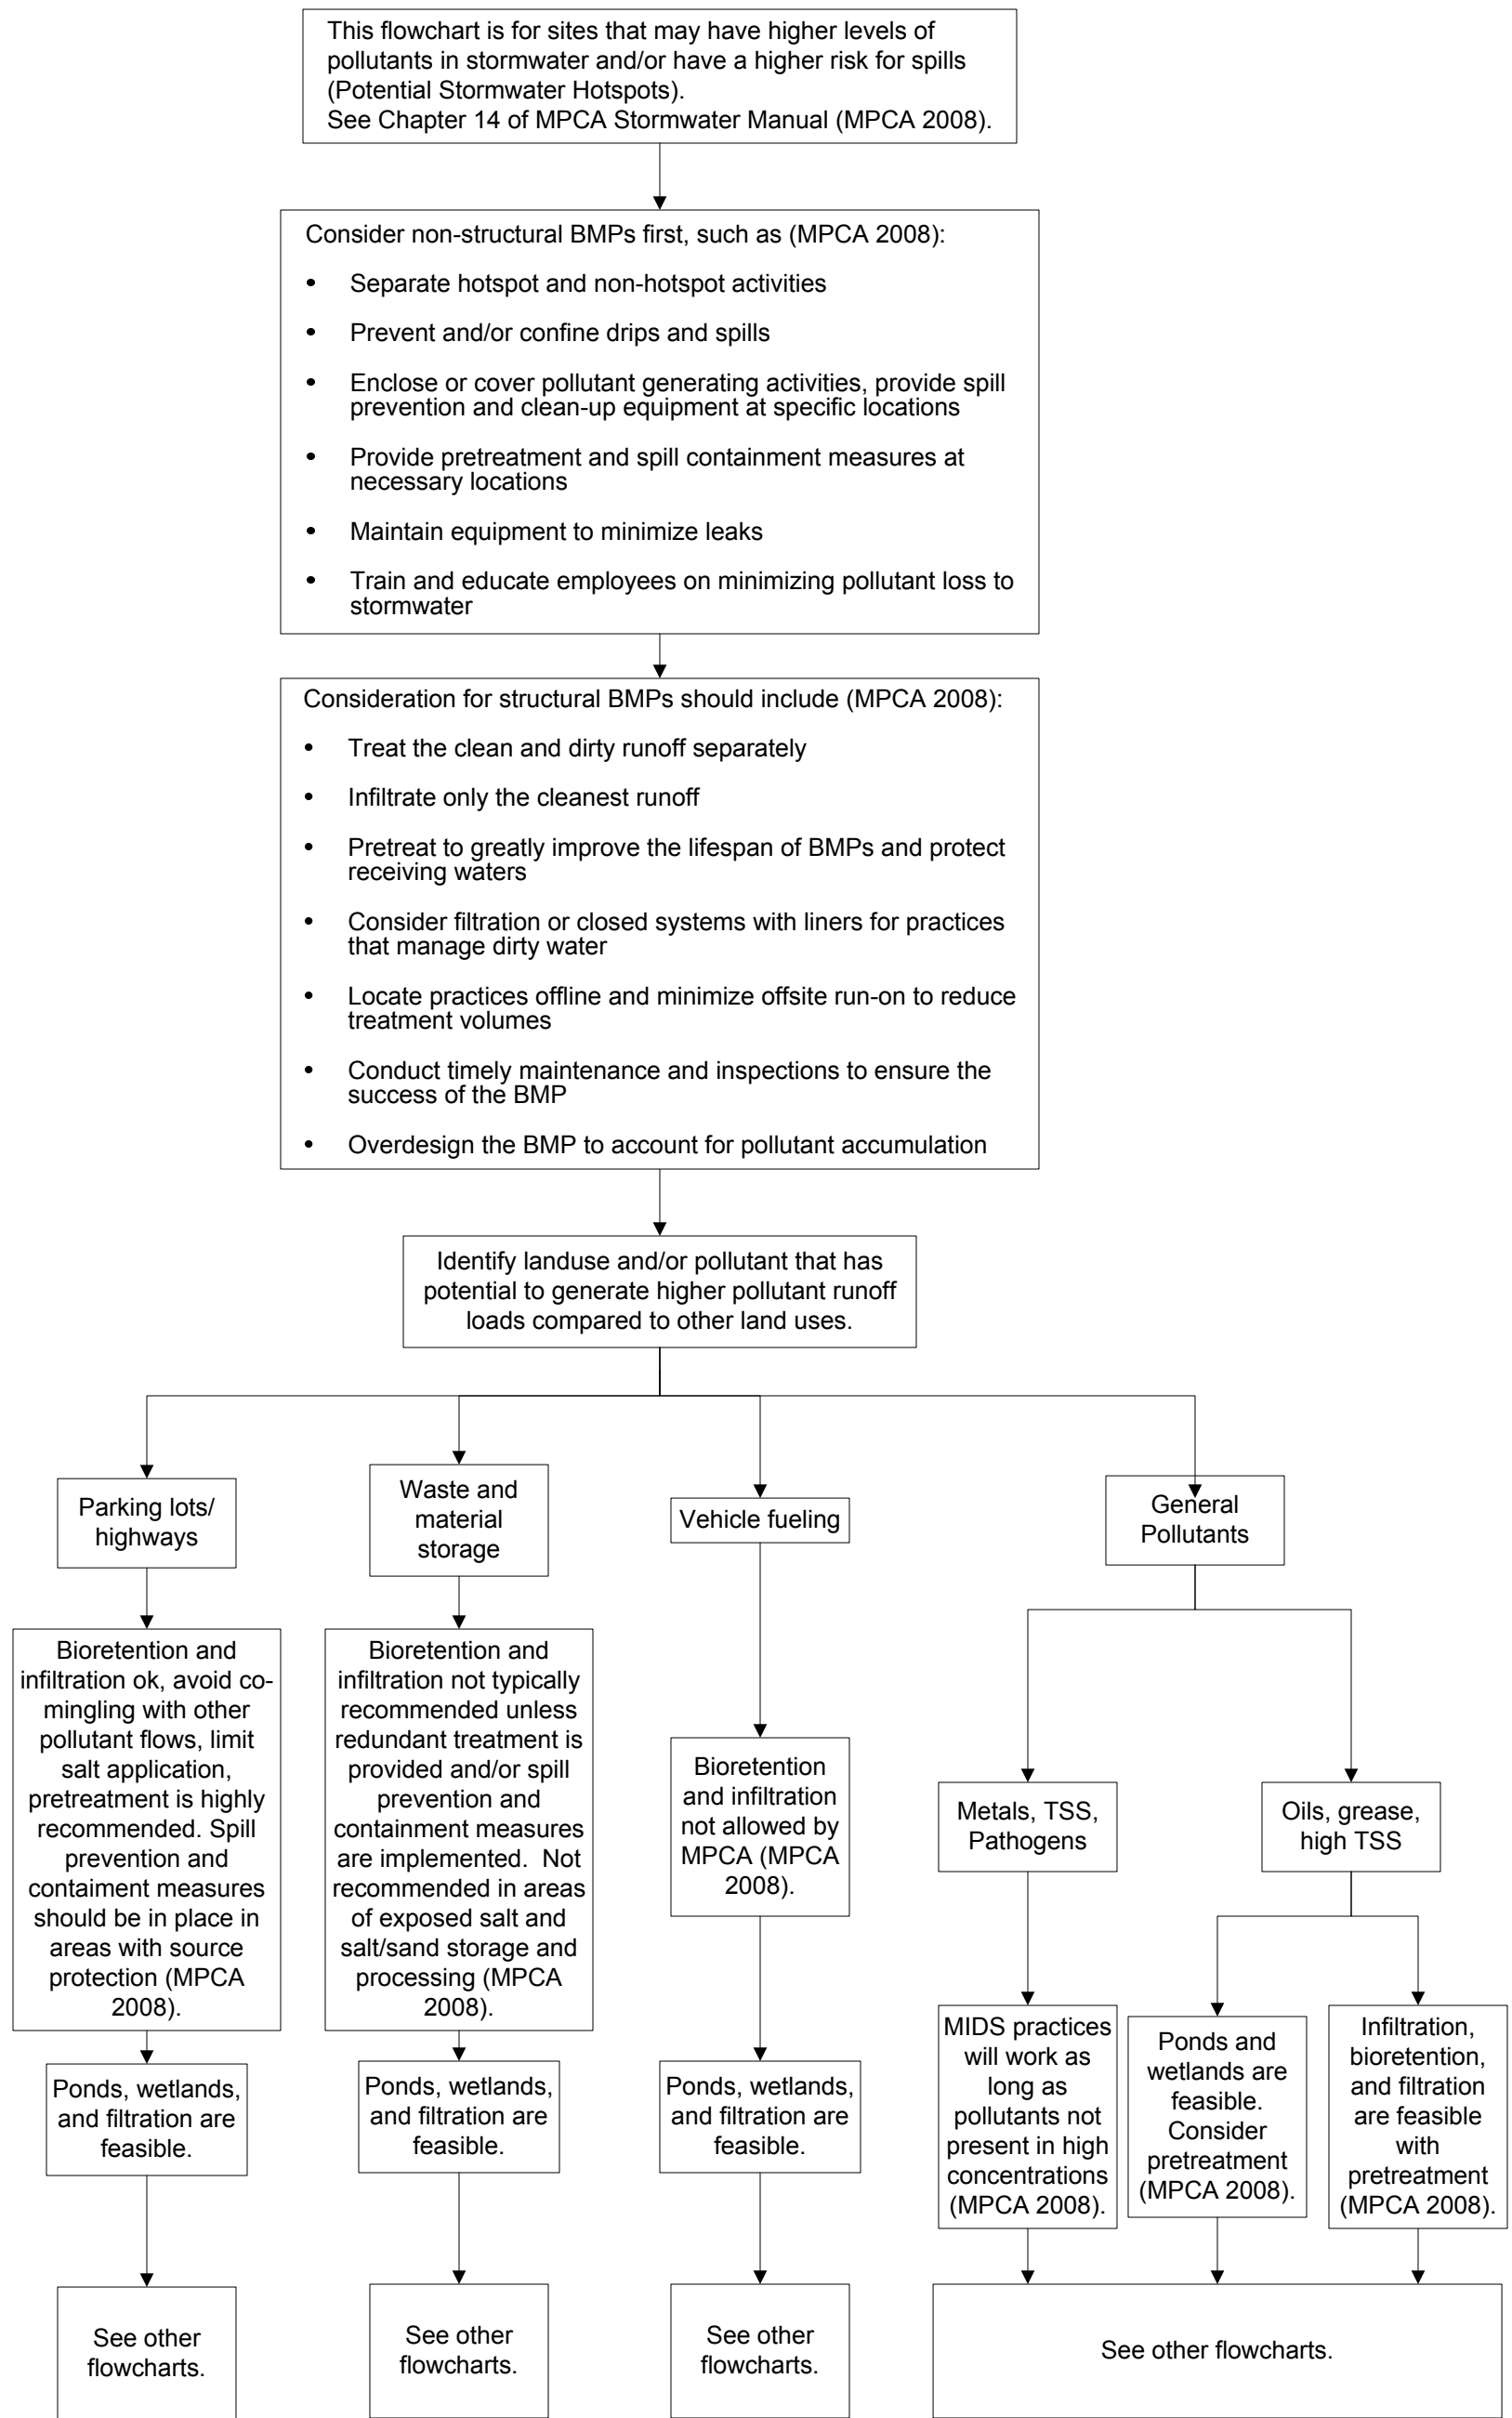 This flowchart is for sites that may have higher levels of
pollutants in stormwater and/or have a higher risk for spills
(Potential Stormwater Hotspots).
See Chapter 14 of MPCA Stormwater Manual (MPCA 2008).
Consider non-structural BMPs first, such as (MPCA 2008):
• Separate hotspot and non-hotspot activities
• Prevent and/or confine drips and spills
• Enclose or cover pollutant generating activities, provide spill
prevention and clean-up equipment at specific locations
• Provide pretreatment and spill containment measures at
necessary locations
• Maintain equipment to minimize leaks
• Train and educate employees on minimizing pollutant loss to
stormwater
Consideration for structural BMPs should include (MPCA 2008):
• Treat the clean and dirty runoff separately
• Infiltrate only the cleanest runoff
• Pretreat to greatly improve the lifespan of BMPs and protect
receiving waters
• Consider filtration or closed systems with liners for practices
that manage dirty water
• Locate practices offline and minimize offsite run-on to reduce
treatment volumes
• Conduct timely maintenance and inspections to ensure the
success of the BMP
• Overdesign the BMP to account for pollutant accumulation
Identify landuse and/or pollutant that has
potential to generate higher pollutant runoff
loads compared to other land uses.
Parking lots/
highways
Waste and
material
storage
Vehicle fueling
General
Pollutants
Bioretention and
infiltration ok, avoid co-
mingling with other
pollutant flows, limit
salt application,
pretreatment is highly
recommended. Spill
prevention and
contaiment measures
should be in place in
areas with source
protection (MPCA
2008).
Bioretention and
infiltration not typically
recommended unless
redundant treatment is
provided and/or spill
prevention and
containment measures
are implemented.  Not
recommended in areas
of exposed salt and
salt/sand storage and
processing (MPCA
2008).
Bioretention
and infiltration
not allowed by
MPCA (MPCA
2008).
Metals, TSS,
Pathogens
Oils, grease,
high TSS
Ponds, wetlands,
and filtration are
feasible.
Ponds, wetlands,
and filtration are
feasible.
Ponds, wetlands,
and filtration are
feasible.
MIDS practices
will work as
long as
pollutants not
present in high
concentrations
(MPCA 2008).
Ponds and
wetlands are
feasible.
Consider
pretreatment
(MPCA 2008).
Infiltration,
bioretention,
and filtration
are feasible
with
pretreatment
(MPCA 2008).
See other
flowcharts.
See other
flowcharts.
See other
flowcharts.
See other flowcharts.